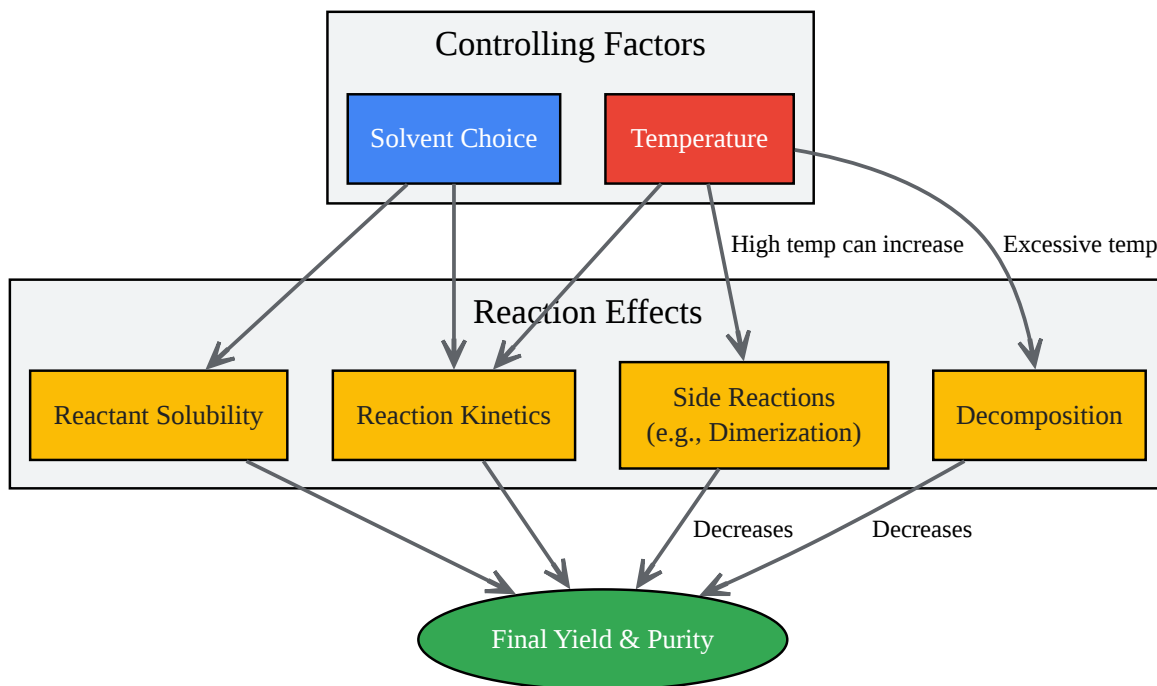 Controlling Factors
Solvent Choice
Temperature
High temp can increase
Excessive temp
Reaction Effects
Reactant Solubility
Reaction Kinetics
Side Reactions
(e.g., Dimerization)
Decomposition
Decreases
Decreases
Final Yield & Purity